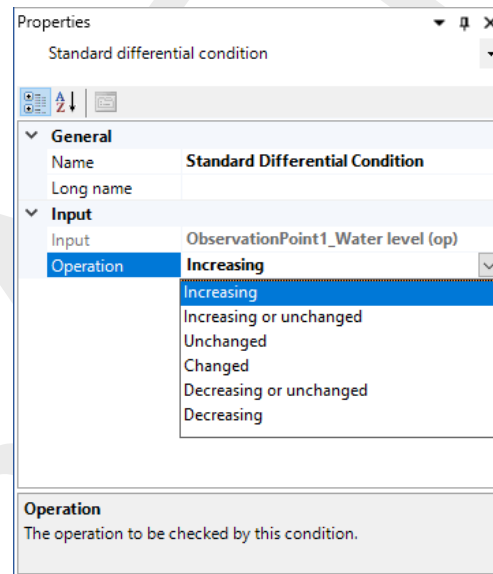 Properties
Standard differential condition
General
Name Standard Differential Condition
Long name
Input
Input ObservationPoint1_Water level (op)
Operation Increasing
Increasing
Increasing or unchanged
Unchanged
Changed
Decreasing or unchanged
Decreasing
Operation
The operation to be checked by this condition.